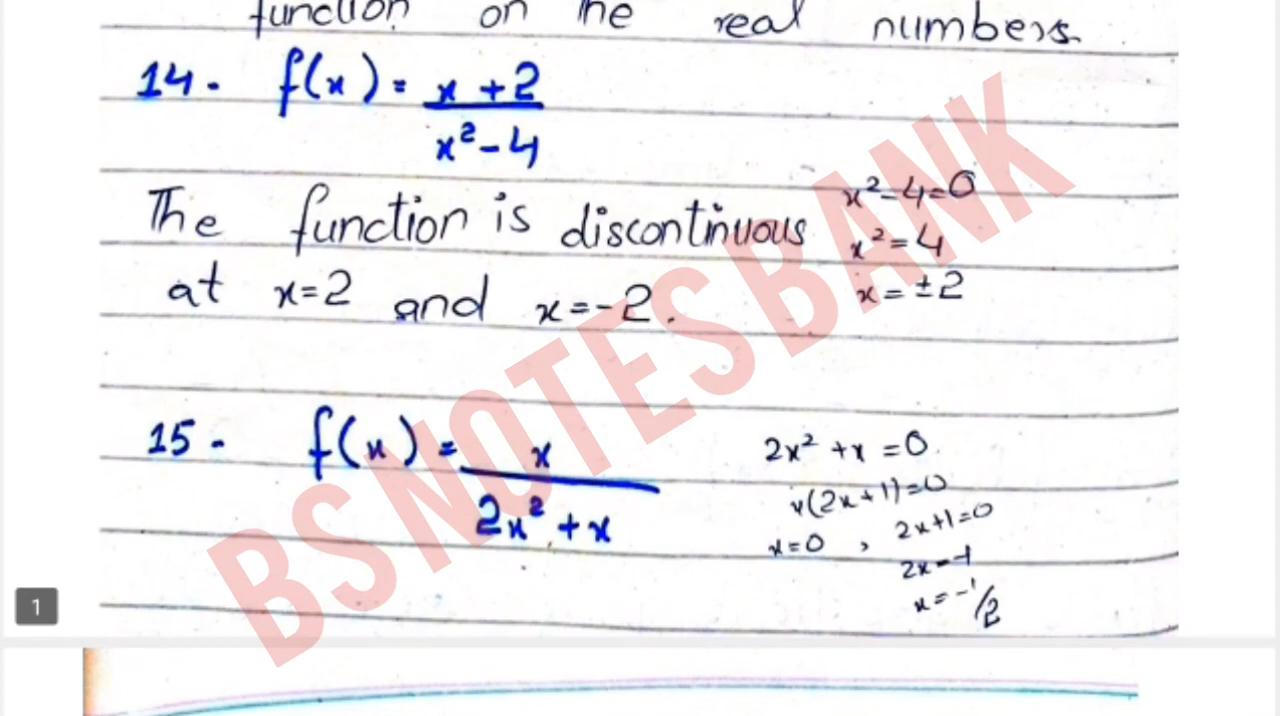 function on the real numbers.
14. f(x) = x + 2 / x² - 4
The function is discontinuous
at x=2 and x=-2.
x²-4=0
x²=4
x=±2
15. f(x) = x / 2x² + x
2x² + x = 0
x(2x+1)=0
x=0 , 2x+1=0
2x=-1
x=-1/2
BSNOTESBANK
1